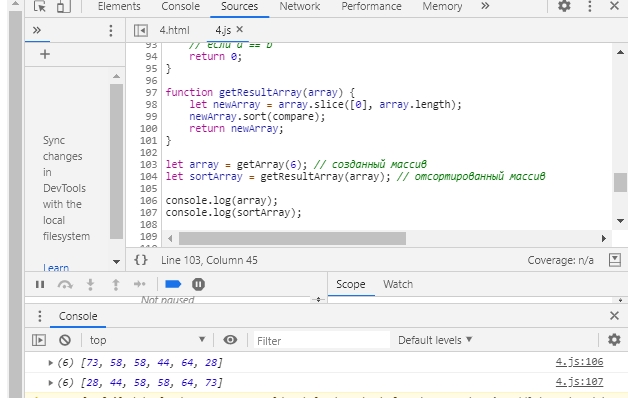 Elements Console Sources Network Performance Memory »
» 4.html 4.js ×
93 // если a == b
94 return 0;
95 }
96
97 function getResultArray(array) {
98 let newArray = array.slice([0], array.length);
99 newArray.sort(compare);
100 return newArray;
101 }
102
103 let array = getArray(6); // созданный массив
104 let sortArray = getResultArray(array); // отсортированный массив
105
106 console.log(array);
107 console.log(sortArray);
108
109
+
Sync
changes
in
DevTools
with the
local
filesystem
Learn
{} Line 103, Column 45 Coverage: n/a
Scope Watch
Not paused
Console ×
top Filter Default levels
(6) [73, 58, 58, 44, 64, 28] 4.js:106
(6) [28, 44, 58, 58, 64, 73] 4.js:107